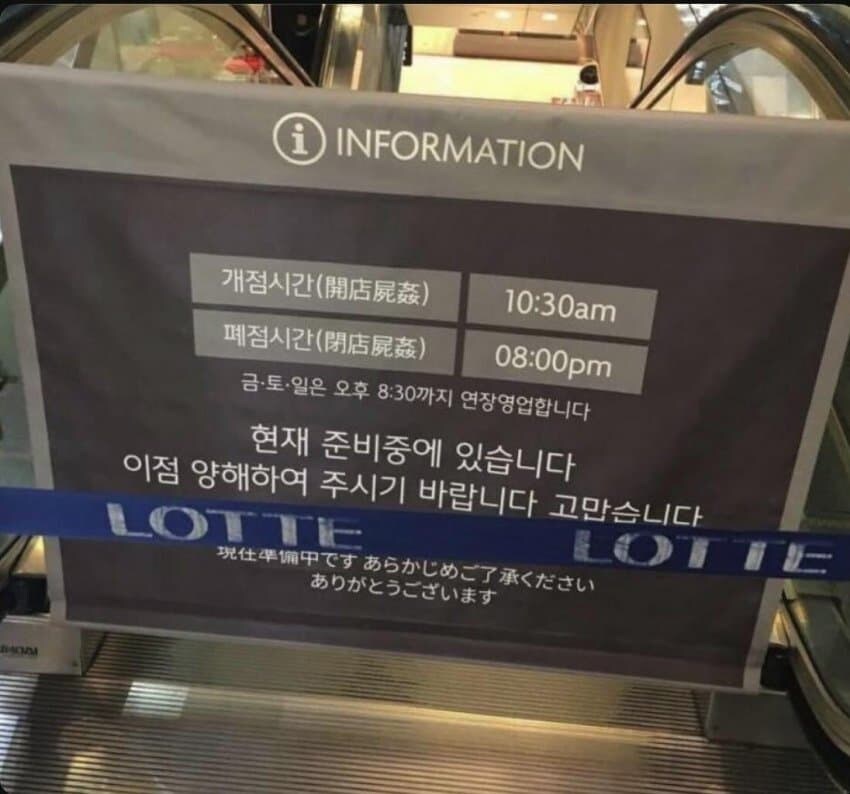 i INFORMATION
개점시간(開店屍姦) 10:30am
폐점시간(閉店屍姦) 08:00pm
금·토·일은 오후 8:30까지 연장영업합니다
현재 준비중에 있습니다
이점 양해하여 주시기 바랍니다 고맙습니다
LOTTE LOTTE
現在準備中です あらかじめご了承ください
ありがとうございます